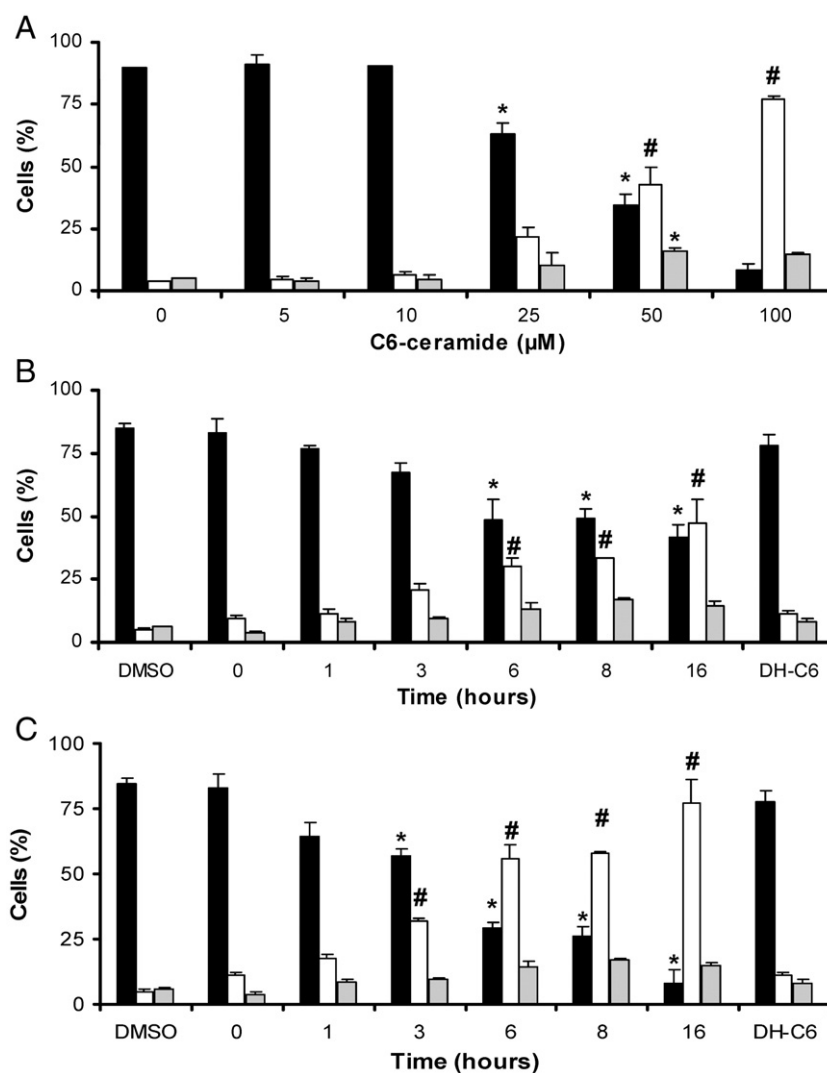 A
100
#
75
*
#
50
*
*
25
0
0 5 10 25 50 100
C6-ceramide (µM)
Cells (%)
B
100
75
#
* * *
50
# #
25
0
DMSO 0 1 3 6 8 16 DH-C6
Time (hours)
Cells (%)
C
100
#
75
# #
*
50
#
* *
25
*
0
DMSO 0 1 3 6 8 16 DH-C6
Time (hours)
Cells (%)